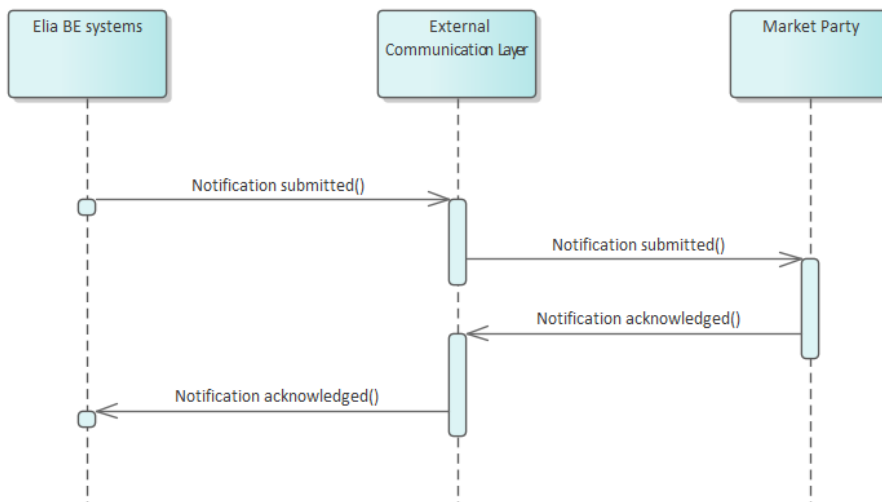 Elia BE systems
External
Communication Layer
Market Party
Notification submitted()
Notification submitted()
Notification acknowledged()
Notification acknowledged()